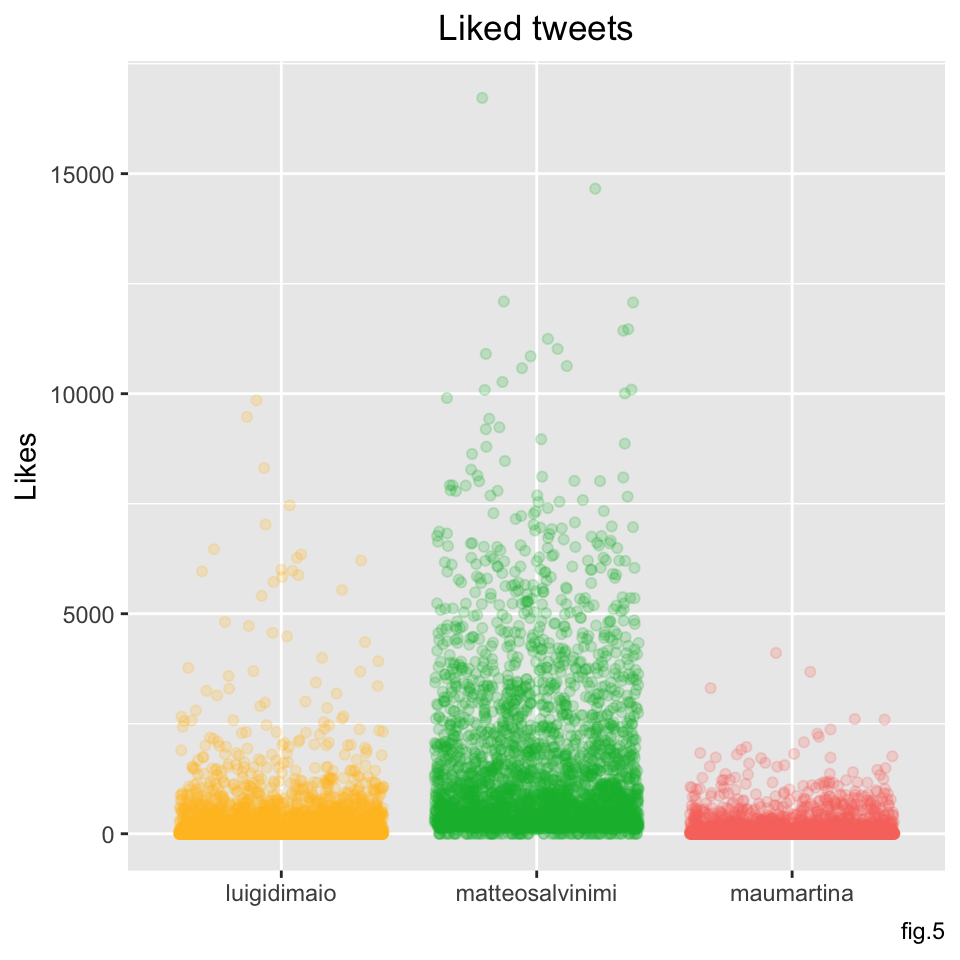 Liked tweets
15000
10000
5000
0
Likes
luigidimaio
matteosalvinimi
maumartina
fig.5